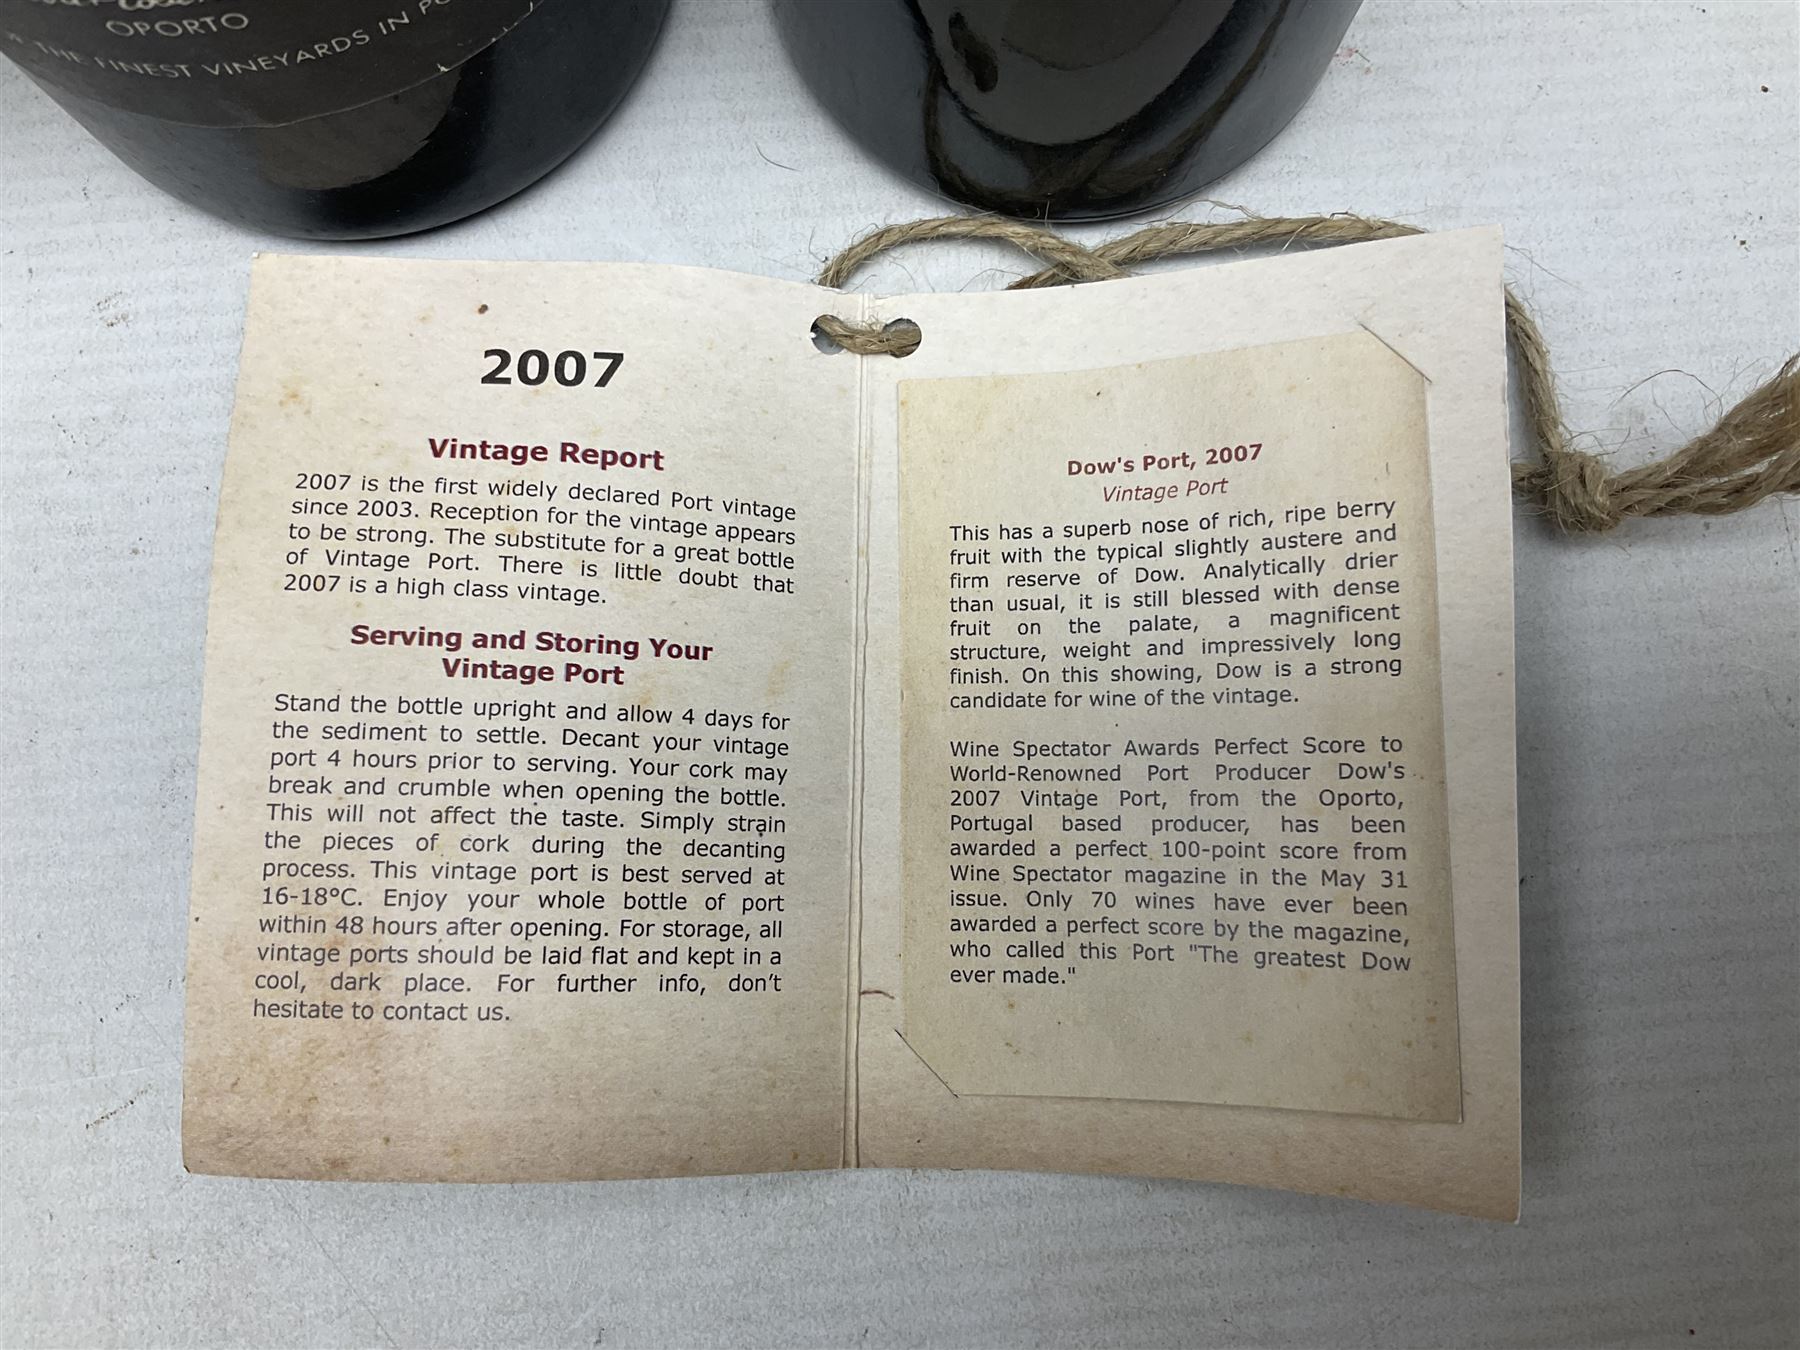 OPORTO
THE FINEST VINEYARDS IN
2007
Vintage Report
2007 is the first widely declared Port vintage
since 2003. Reception for the vintage appears
to be strong. The substitute for a great bottle
of Vintage Port. There is little doubt that
2007 is a high class vintage.
Serving and Storing Your
Vintage Port
Stand the bottle upright and allow 4 days for
the sediment to settle. Decant your vintage
port 4 hours prior to serving. Your cork may
break and crumble when opening the bottle.
This will not affect the taste. Simply strain
the pieces of cork during the decanting
process. This vintage port is best served at
16-18°C. Enjoy your whole bottle of port
within 48 hours after opening. For storage, all
vintage ports should be laid flat and kept in a
cool, dark place. For further info, don't
hesitate to contact us.
Dow's Port, 2007
Vintage Port
This has a superb nose of rich, ripe berry
fruit with the typical slightly austere and
firm reserve of Dow. Analytically drier
than usual, it is still blessed with dense
fruit on the palate, a magnificent
structure, weight and impressively long
finish. On this showing, Dow is a strong
candidate for wine of the vintage.
Wine Spectator Awards Perfect Score to
World-Renowned Port Producer Dow's
2007 Vintage Port, from the Oporto,
Portugal based producer, has been
awarded a perfect 100-point score from
Wine Spectator magazine in the May 31
issue. Only 70 wines have ever been
awarded a perfect score by the magazine,
who called this Port "The greatest Dow
ever made."